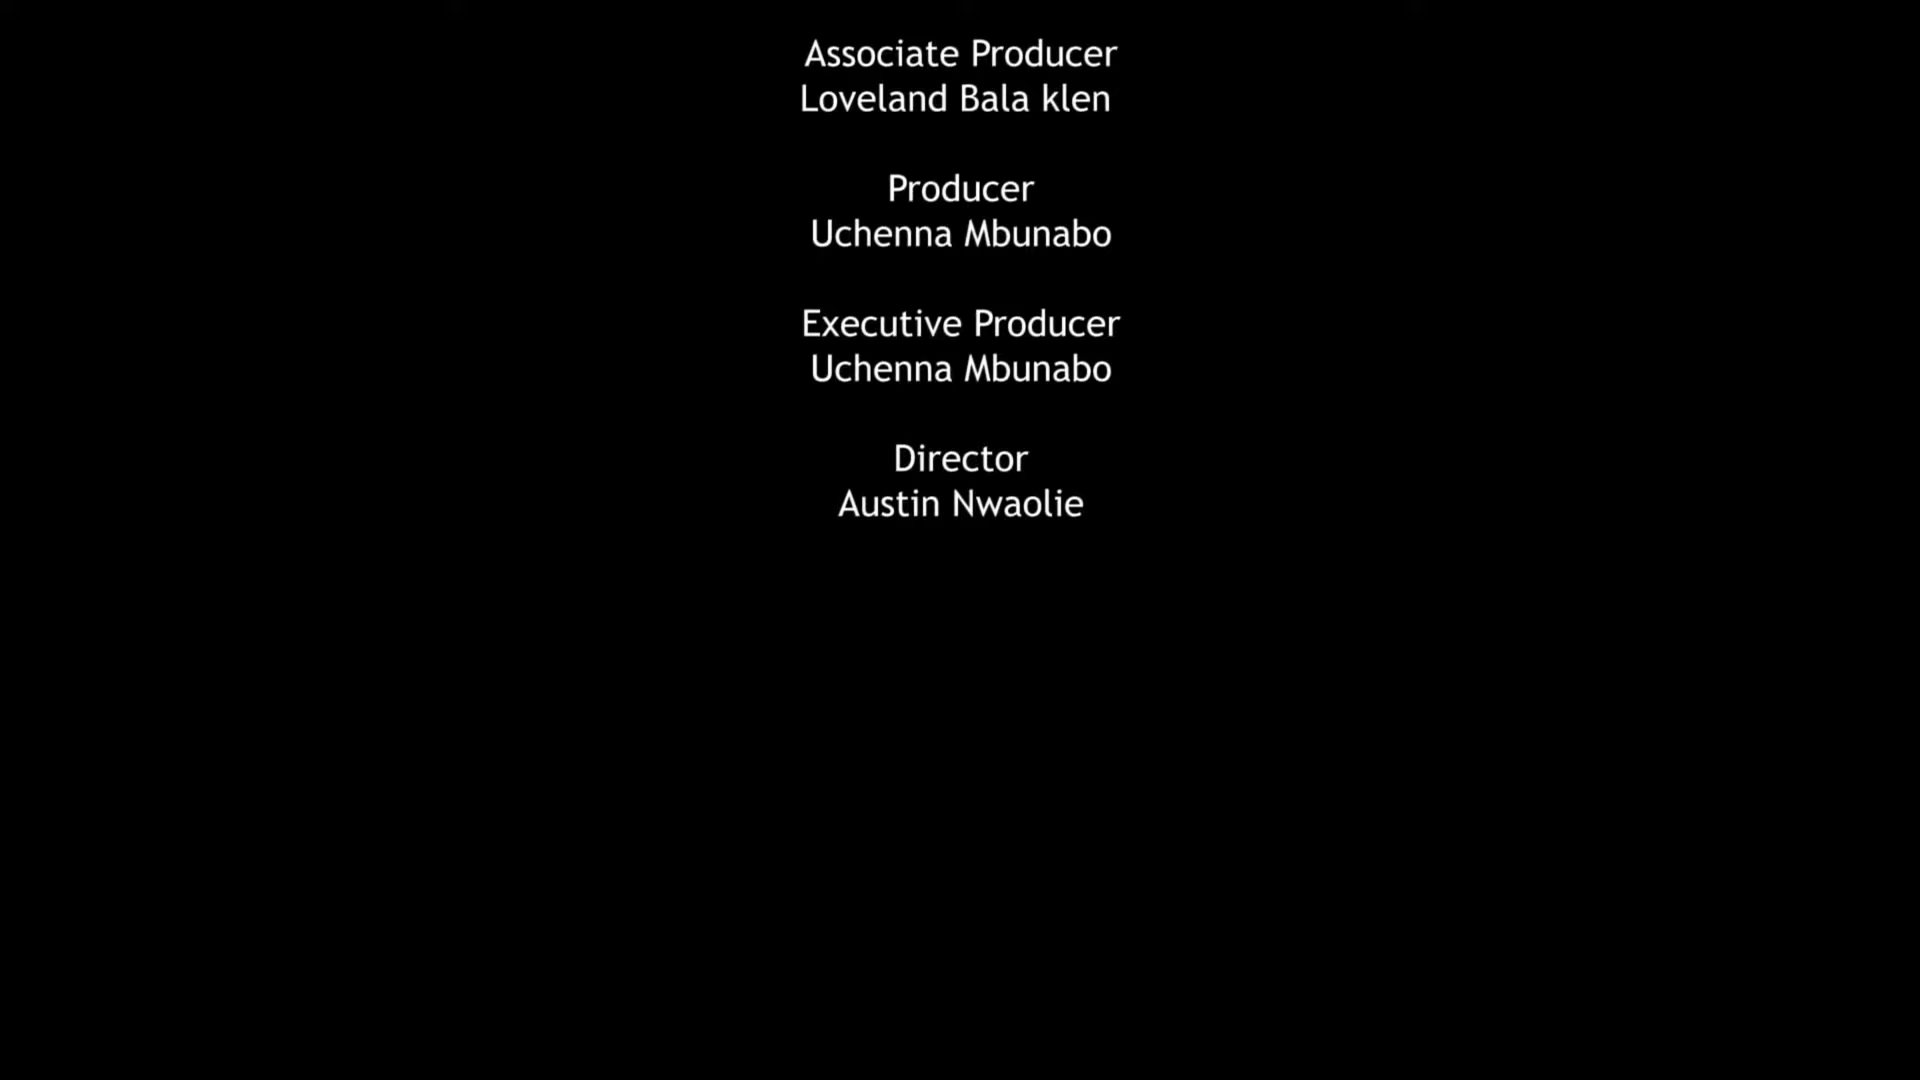 Associate Producer
Loveland Bala klen
Producer
Uchenna Mbunabo
Executive Producer
Uchenna Mbunabo
Director
Austin Nwaolie